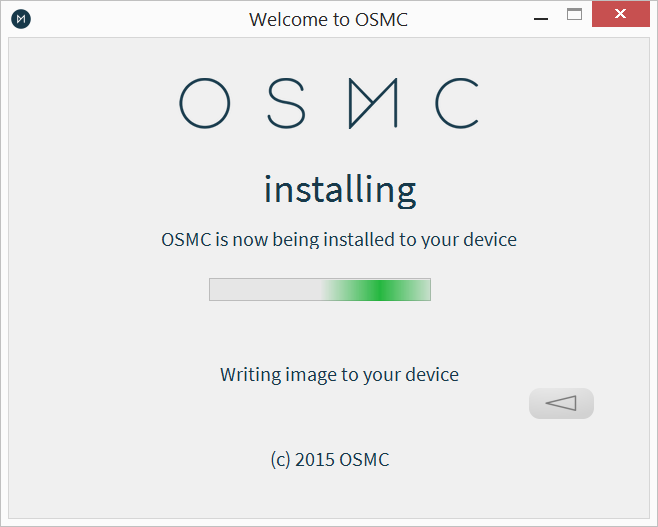 Welcome to OSMC
OSMC
installing
OSMC is now being installed to your device
Writing image to your device
(c) 2015 OSMC